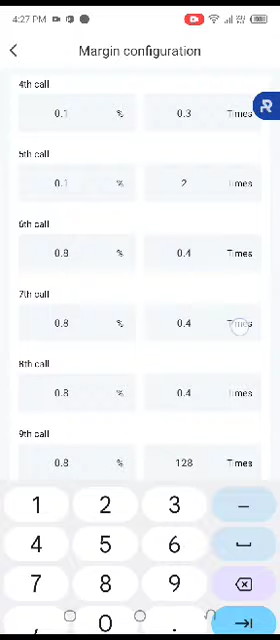 4:27 PM
Margin configuration
4th call
0.1 % 0.3 Times
5th call
0.1 % 2 Times
6th call
0.8 % 0.4 Times
7th call
0.8 % 0.4 Times
8th call
0.8 % 0.4 Times
9th call
0.8 % 128 Times
1 2 3 –
4 5 6
7 8 9
, 0 .